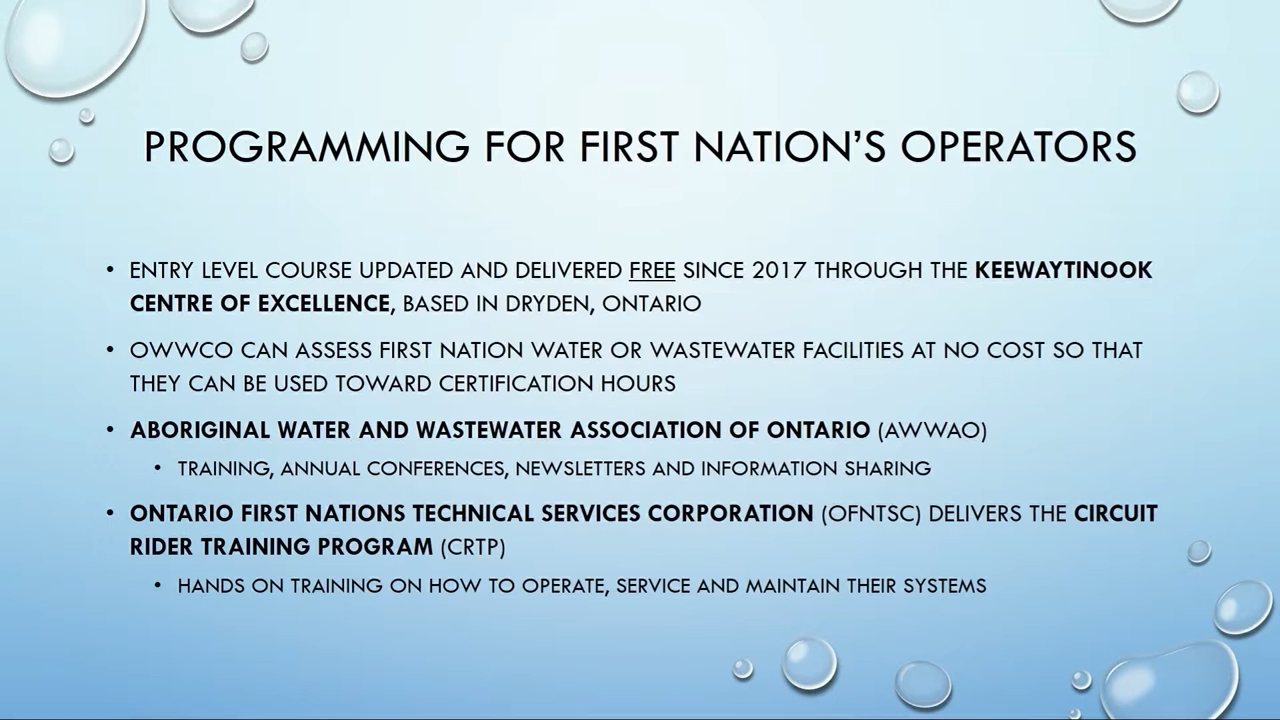 PROGRAMMING FOR FIRST NATION’S OPERATORS
• ENTRY LEVEL COURSE UPDATED AND DELIVERED FREE SINCE 2017 THROUGH THE KEEWAYTINOOK
CENTRE OF EXCELLENCE, BASED IN DRYDEN, ONTARIO
• OWWCO CAN ASSESS FIRST NATION WATER OR WASTEWATER FACILITIES AT NO COST SO THAT
THEY CAN BE USED TOWARD CERTIFICATION HOURS
• ABORIGINAL WATER AND WASTEWATER ASSOCIATION OF ONTARIO (AWWAO)
• TRAINING, ANNUAL CONFERENCES, NEWSLETTERS AND INFORMATION SHARING
• ONTARIO FIRST NATIONS TECHNICAL SERVICES CORPORATION (OFNTSC) DELIVERS THE CIRCUIT
RIDER TRAINING PROGRAM (CRTP)
• HANDS ON TRAINING ON HOW TO OPERATE, SERVICE AND MAINTAIN THEIR SYSTEMS